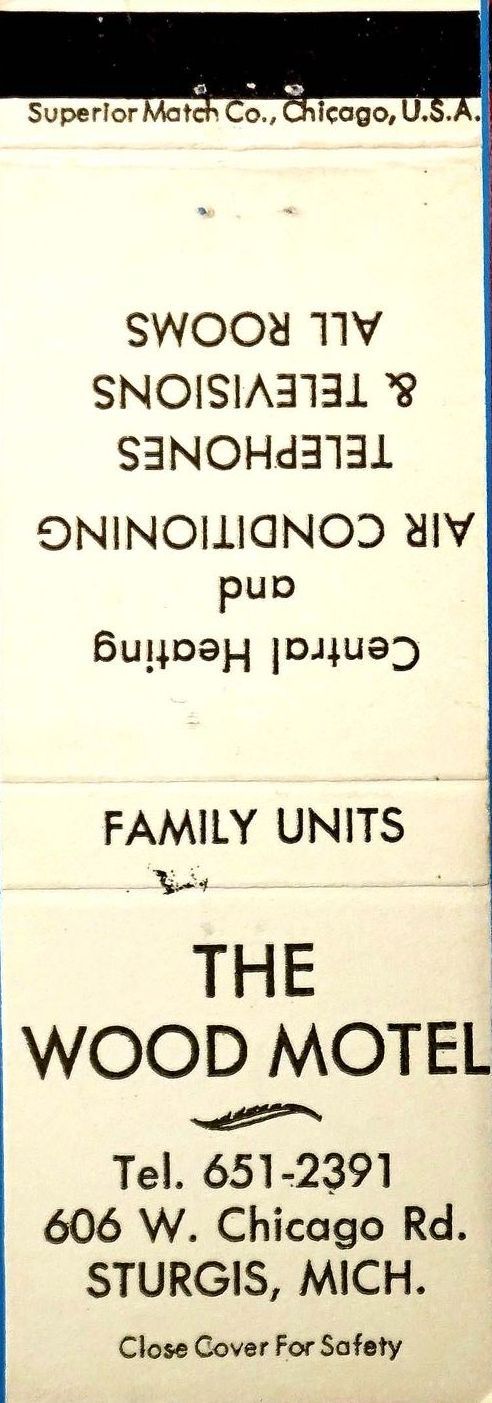 Superior Match Co., Chicago, U.S.A.
Central Heating
and
AIR CONDITIONING
TELEPHONES
& TELEVISIONS
ALL ROOMS
FAMILY UNITS
THE
WOOD MOTEL
Tel. 651-2391
606 W. Chicago Rd.
STURGIS, MICH.
Close Cover For Safety